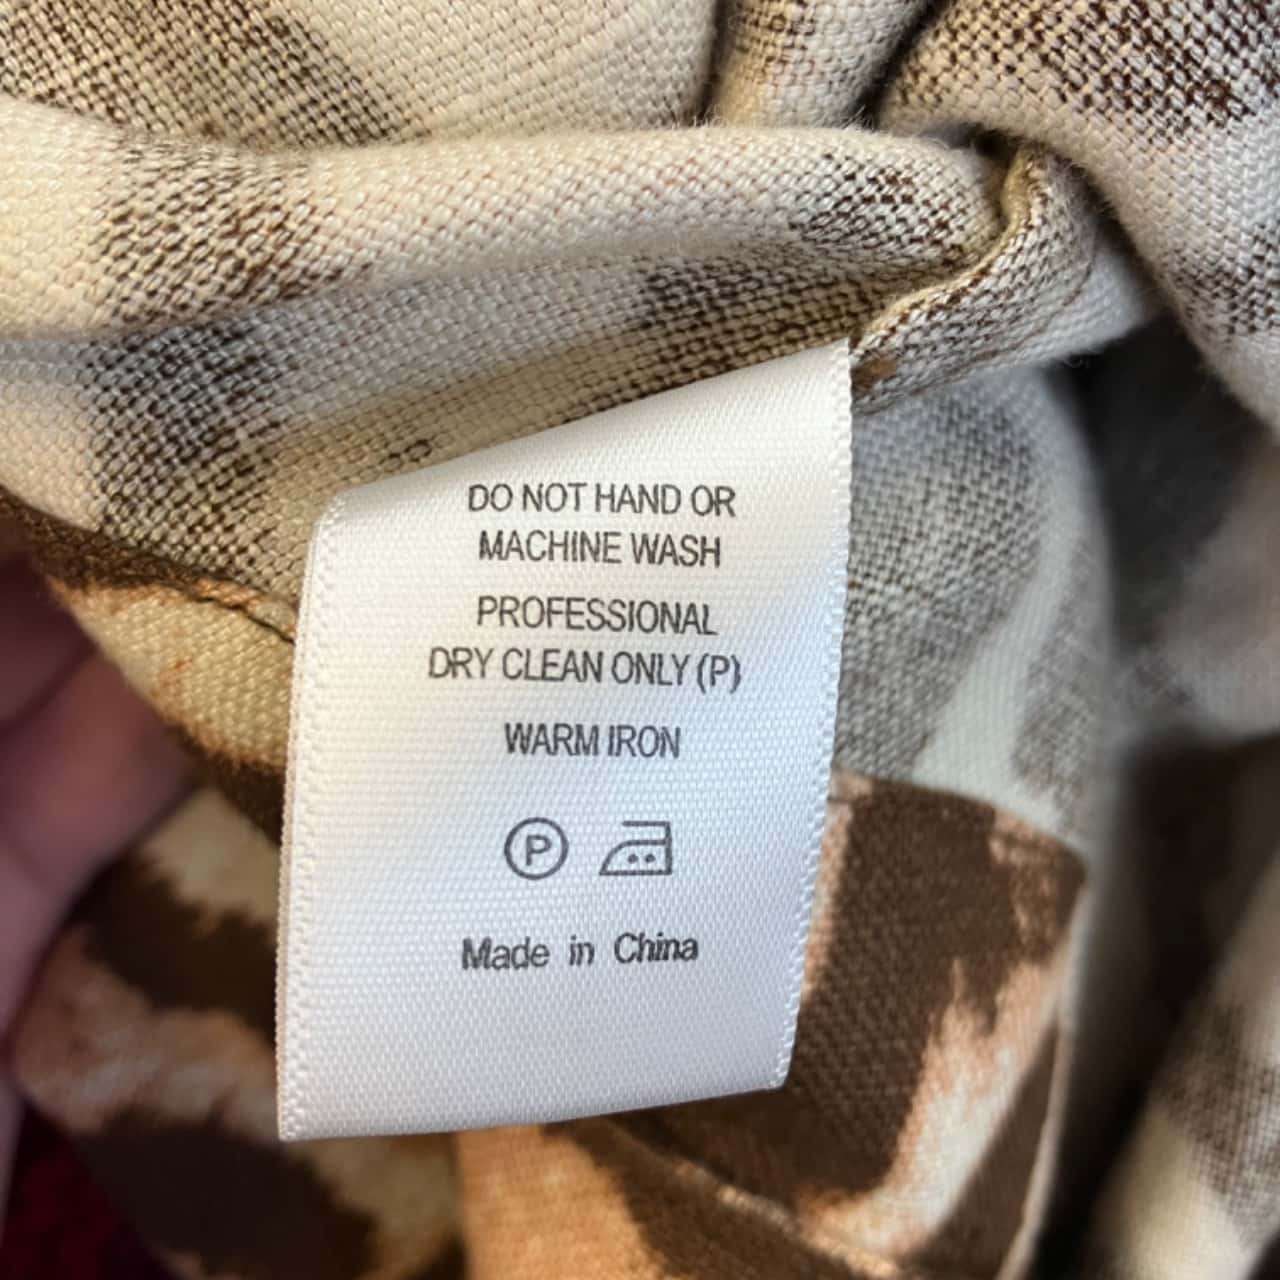 DO NOT HAND OR
MACHINE WASH
PROFESSIONAL
DRY CLEAN ONLY (P)
WARM IRON
P
Made in China